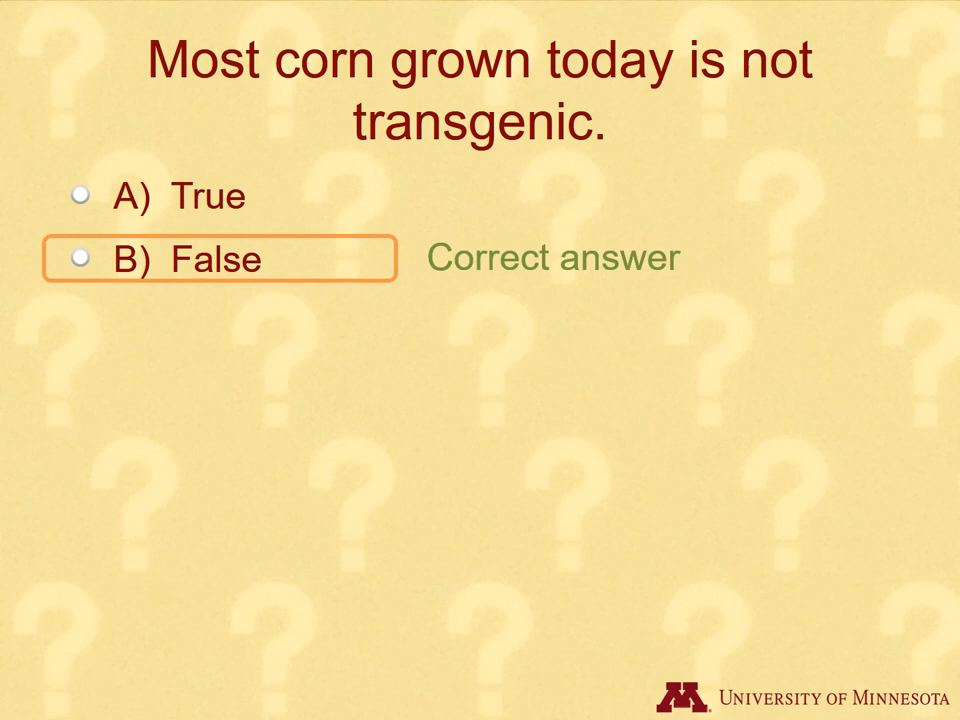 Most corn grown today is not
transgenic.
A) True
B) False Correct answer
M UNIVERSITY OF MINNESOTA